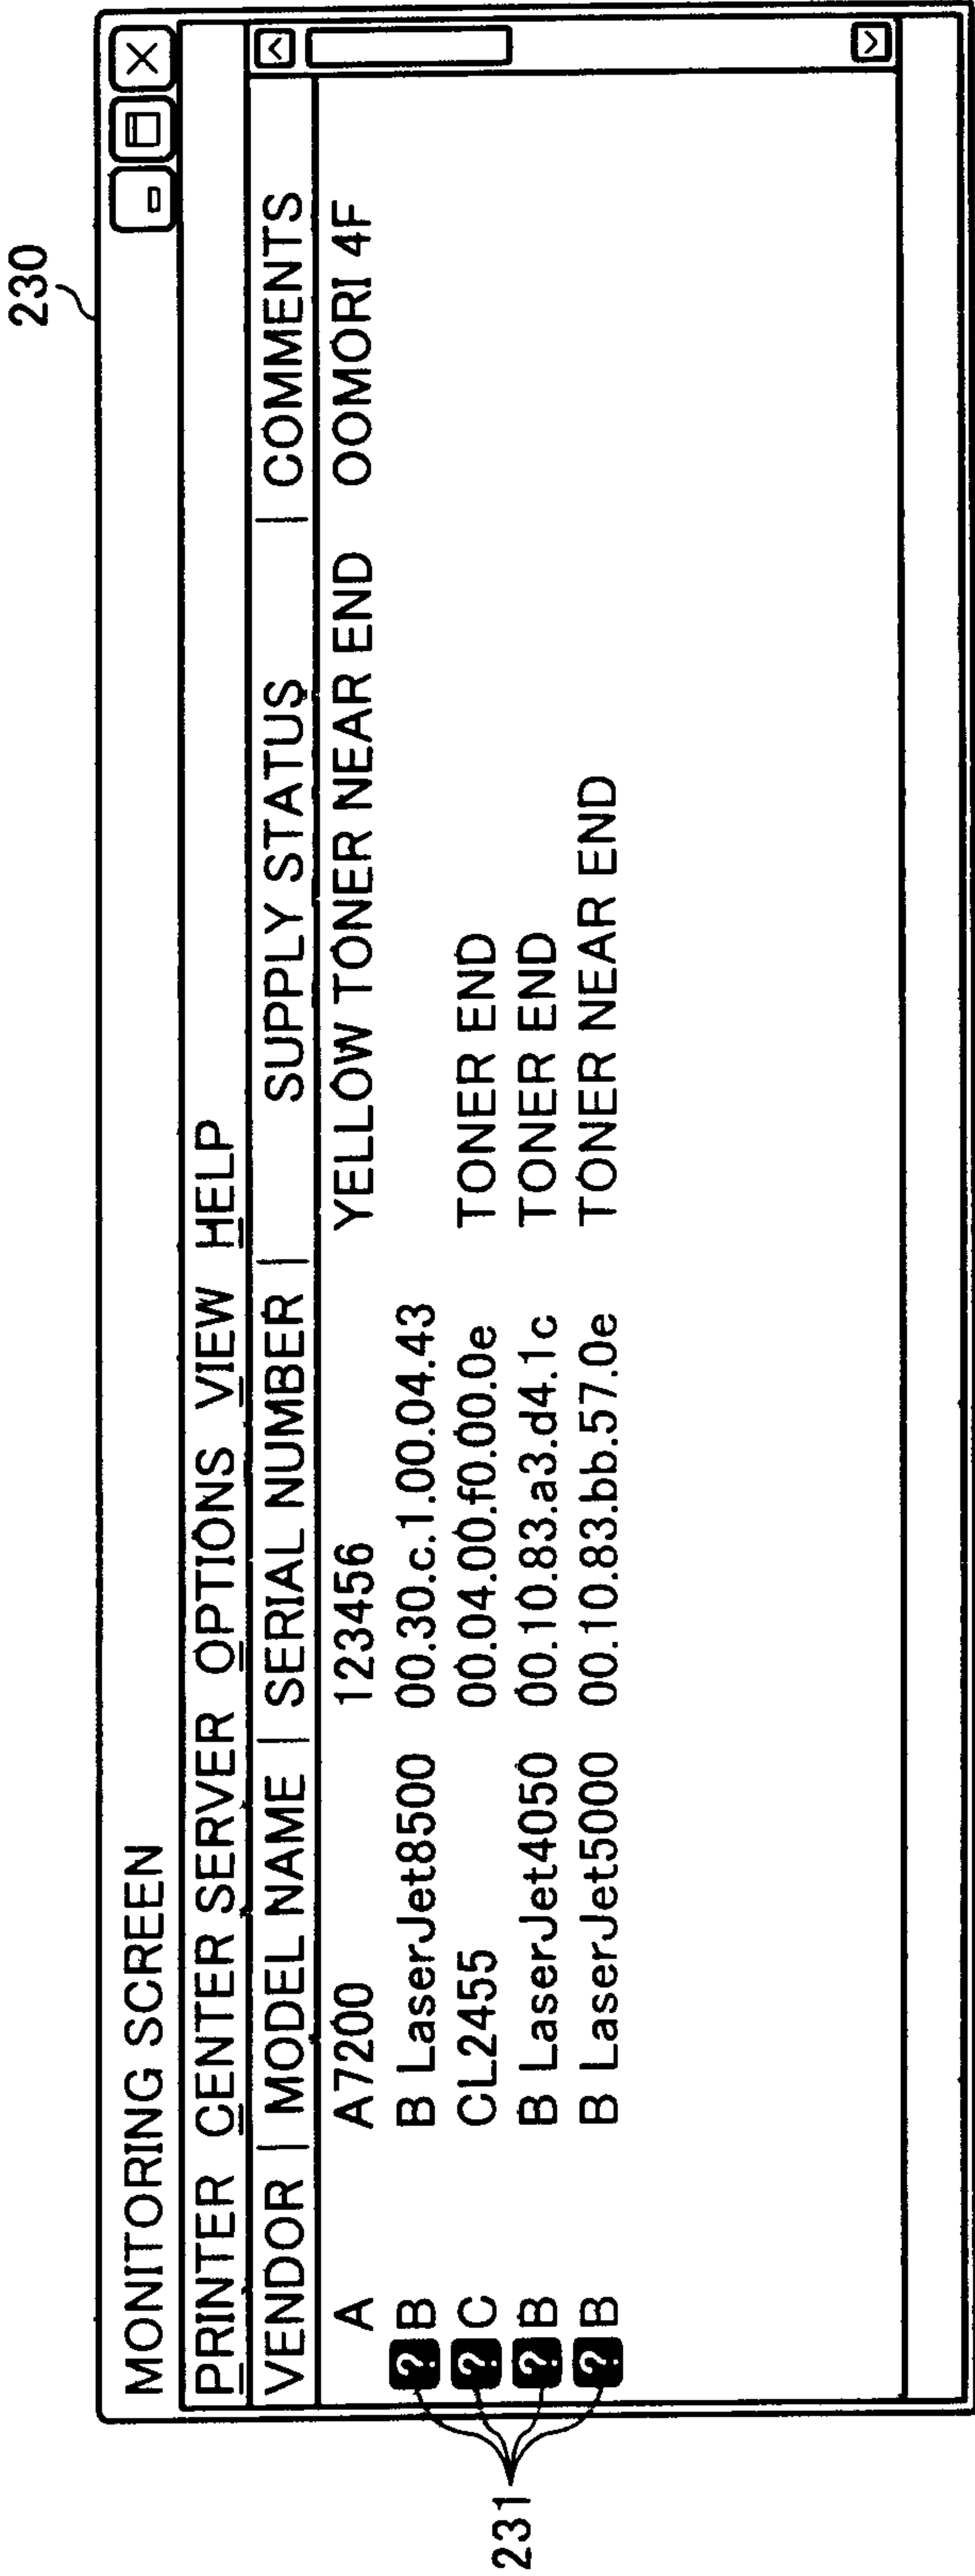 230
MONITORING SCREEN
PRINTER CENTER SERVER OPTIONS VIEW HELP
VENDOR | MODEL NAME | SERIAL NUMBER | SUPPLY STATUS | COMMENTS
A A7200 123456 YELLOW TONER NEAR END OOMORI 4F
? B B LaserJet8500 00.30.c.1.00.04.43
? C CL2455 00.04.00.f0.00.0e TONER END
? B B LaserJet4050 00.10.83.a3.d4.1c TONER END
? B B LaserJet5000 00.10.83.bb.57.0e TONER NEAR END
231